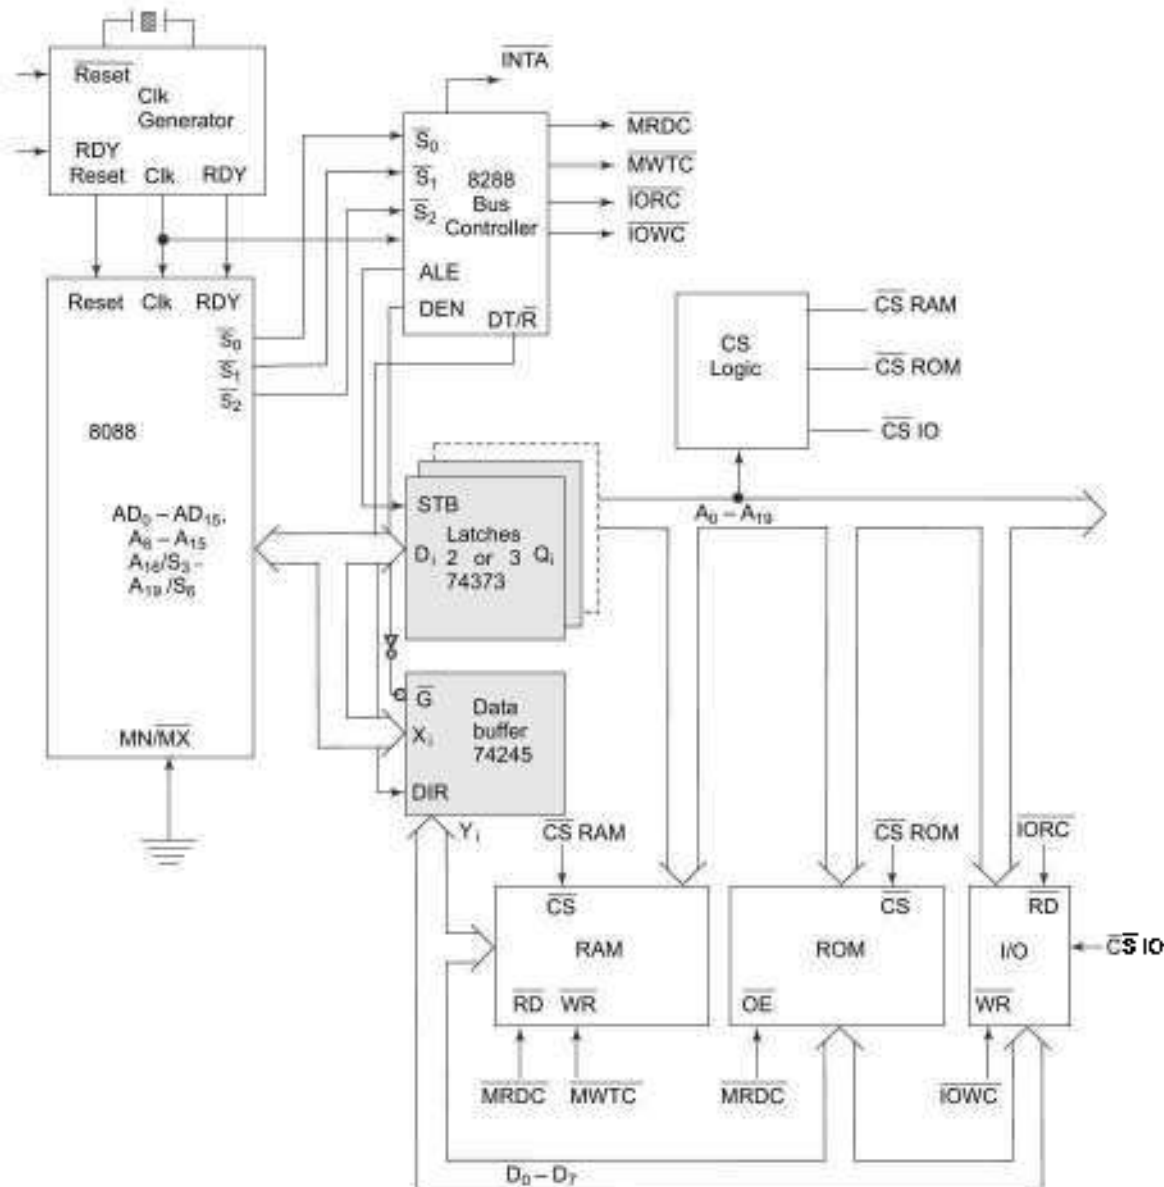 Reset
Clk
Generator
RDY
Reset Clk RDY
INTA
S0
S1
S2
8288
Bus
Controller
ALE
DEN
DT/R
MRDC
MWTC
IORC
IOWC
Reset Clk RDY
S0
S1
S2
8088
AD0 – AD15,
A8 – A15
A16/S3 –
A19/S6
MN/MX
CS
Logic
CS RAM
CS ROM
CS IO
STB
Latches
Di 2 or 3 Qi
74373
A0 – A19
G
Data
buffer
74245
Xi
DIR
Yi
CS RAM
CS ROM
IORC
CS
RAM
RD WR
MRDC MWTC
CS
ROM
OE
MRDC
RD
I/O
WR
CS IO
IOWC
D0 – D7